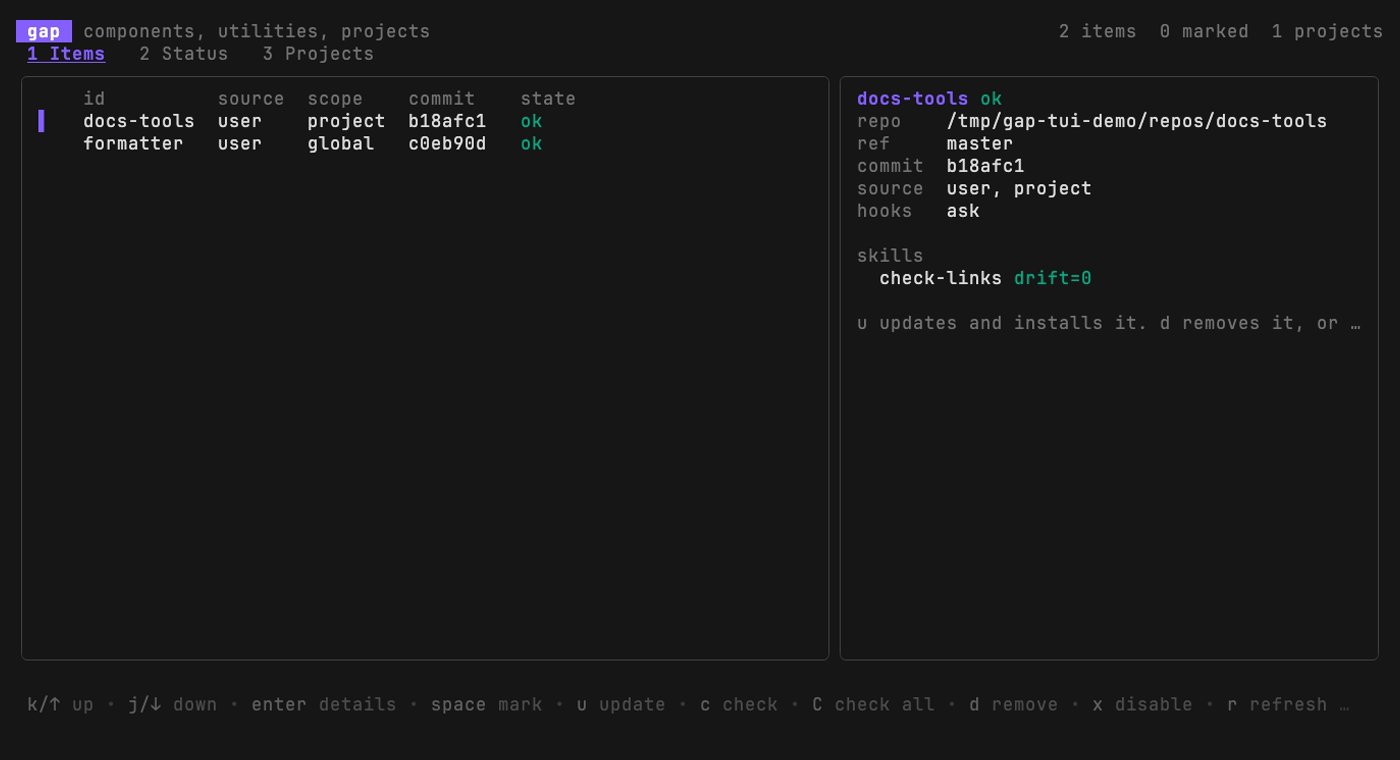 gap components, utilities, projects 2 items 0 marked 1 projects
1 Items 2 Status 3 Projects
id source scope commit state
docs-tools user project b18afc1 ok
formatter user global c0eb90d ok
docs-tools ok
repo /tmp/gap-tui-demo/repos/docs-tools
ref master
commit b18afc1
source user, project
hooks ask
skills
check-links drift=0
u updates and installs it. d removes it, or …
k/↑ up • j/↓ down • enter details • space mark • u update • c check • C check all • d remove • x disable • r refresh …